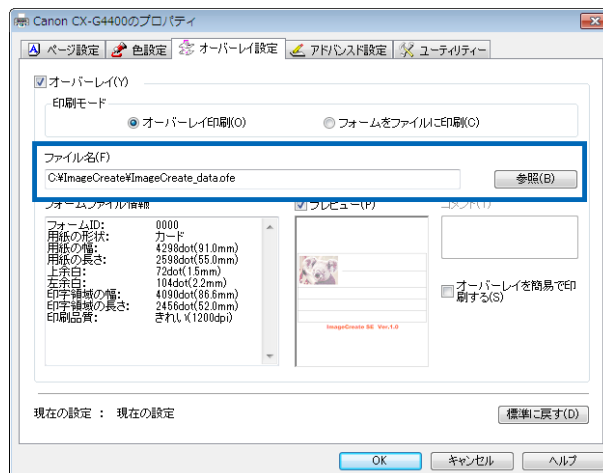 Canon CX-G4400のプロパティ
ページ設定 色設定 オーバーレイ設定 アドバンスド設定 ユーティリティー
オーバーレイ(Y)
印刷モード
オーバーレイ印刷(O) フォームをファイルに印刷(C)
ファイル名(F)
C:¥ImageCreate¥ImageCreate_data.ofe 参照(B)
フォームファイル情報 プレビュー(P) コメント(T)
フォームID: 0000
用紙の形状: カード
用紙の幅: 4298dot(91.0mm)
用紙の長さ: 2598dot(55.0mm)
上余白: 72dot(1.5mm)
左余白: 104dot(2.2mm)
印字領域の幅: 4090dot(86.6mm)
印字領域の長さ: 2456dot(52.0mm)
印刷品質: きれい(1200dpi)
オーバーレイを簡易で印
刷する(S)
ImageCreate SE Ver.1.0
現在の設定 : 現在の設定 標準に戻す(D)
OK キャンセル ヘルプ